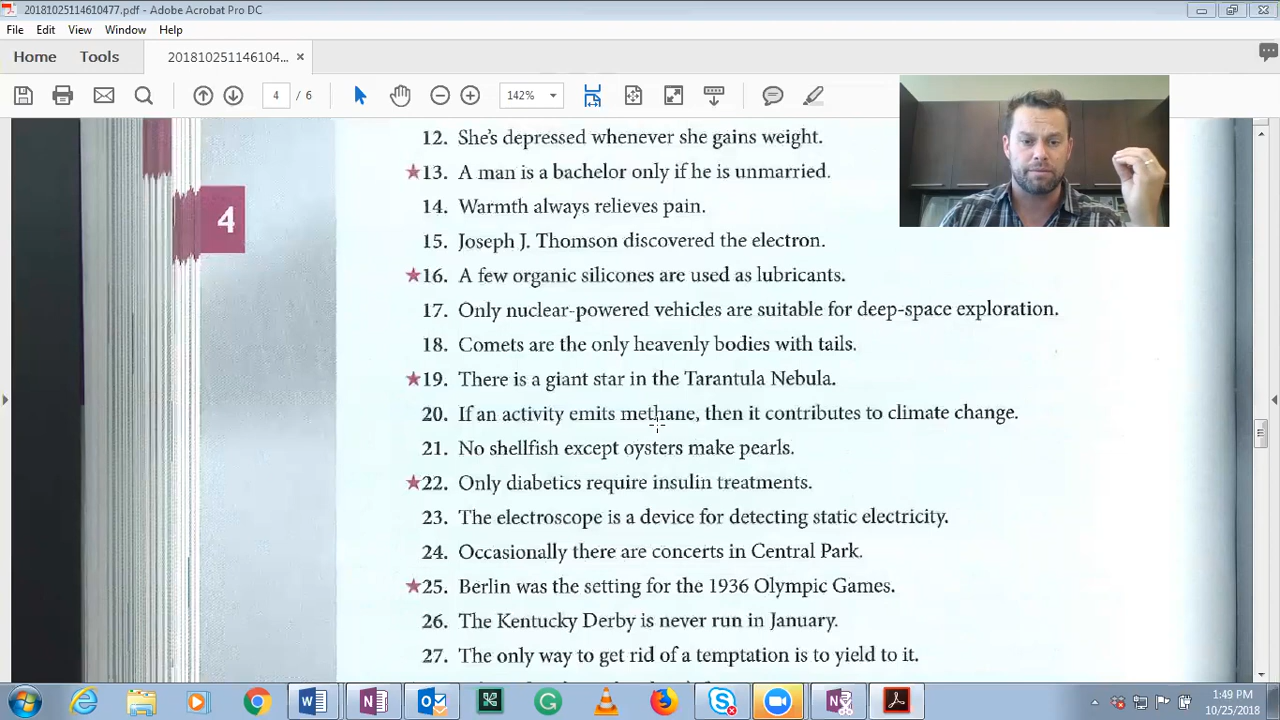 20181025114610477.pdf - Adobe Acrobat Pro DC
File Edit View Window Help
Home Tools 201810251146104... ×
4 / 6 142%
12. She's depressed whenever she gains weight.
★13. A man is a bachelor only if he is unmarried.
14. Warmth always relieves pain.
4
15. Joseph J. Thomson discovered the electron.
★16. A few organic silicones are used as lubricants.
17. Only nuclear-powered vehicles are suitable for deep-space exploration.
18. Comets are the only heavenly bodies with tails.
★19. There is a giant star in the Tarantula Nebula.
20. If an activity emits methane, then it contributes to climate change.
21. No shellfish except oysters make pearls.
★22. Only diabetics require insulin treatments.
23. The electroscope is a device for detecting static electricity.
24. Occasionally there are concerts in Central Park.
★25. Berlin was the setting for the 1936 Olympic Games.
26. The Kentucky Derby is never run in January.
27. The only way to get rid of a temptation is to yield to it.
1:49 PM
10/25/2018